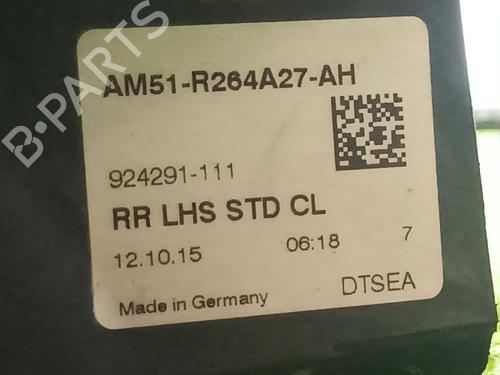 B-PARTS
AM51-R264A27-AH
924291-111
RR LHS STD CL
12.10.15 06:18 7
Made in Germany DTSEA